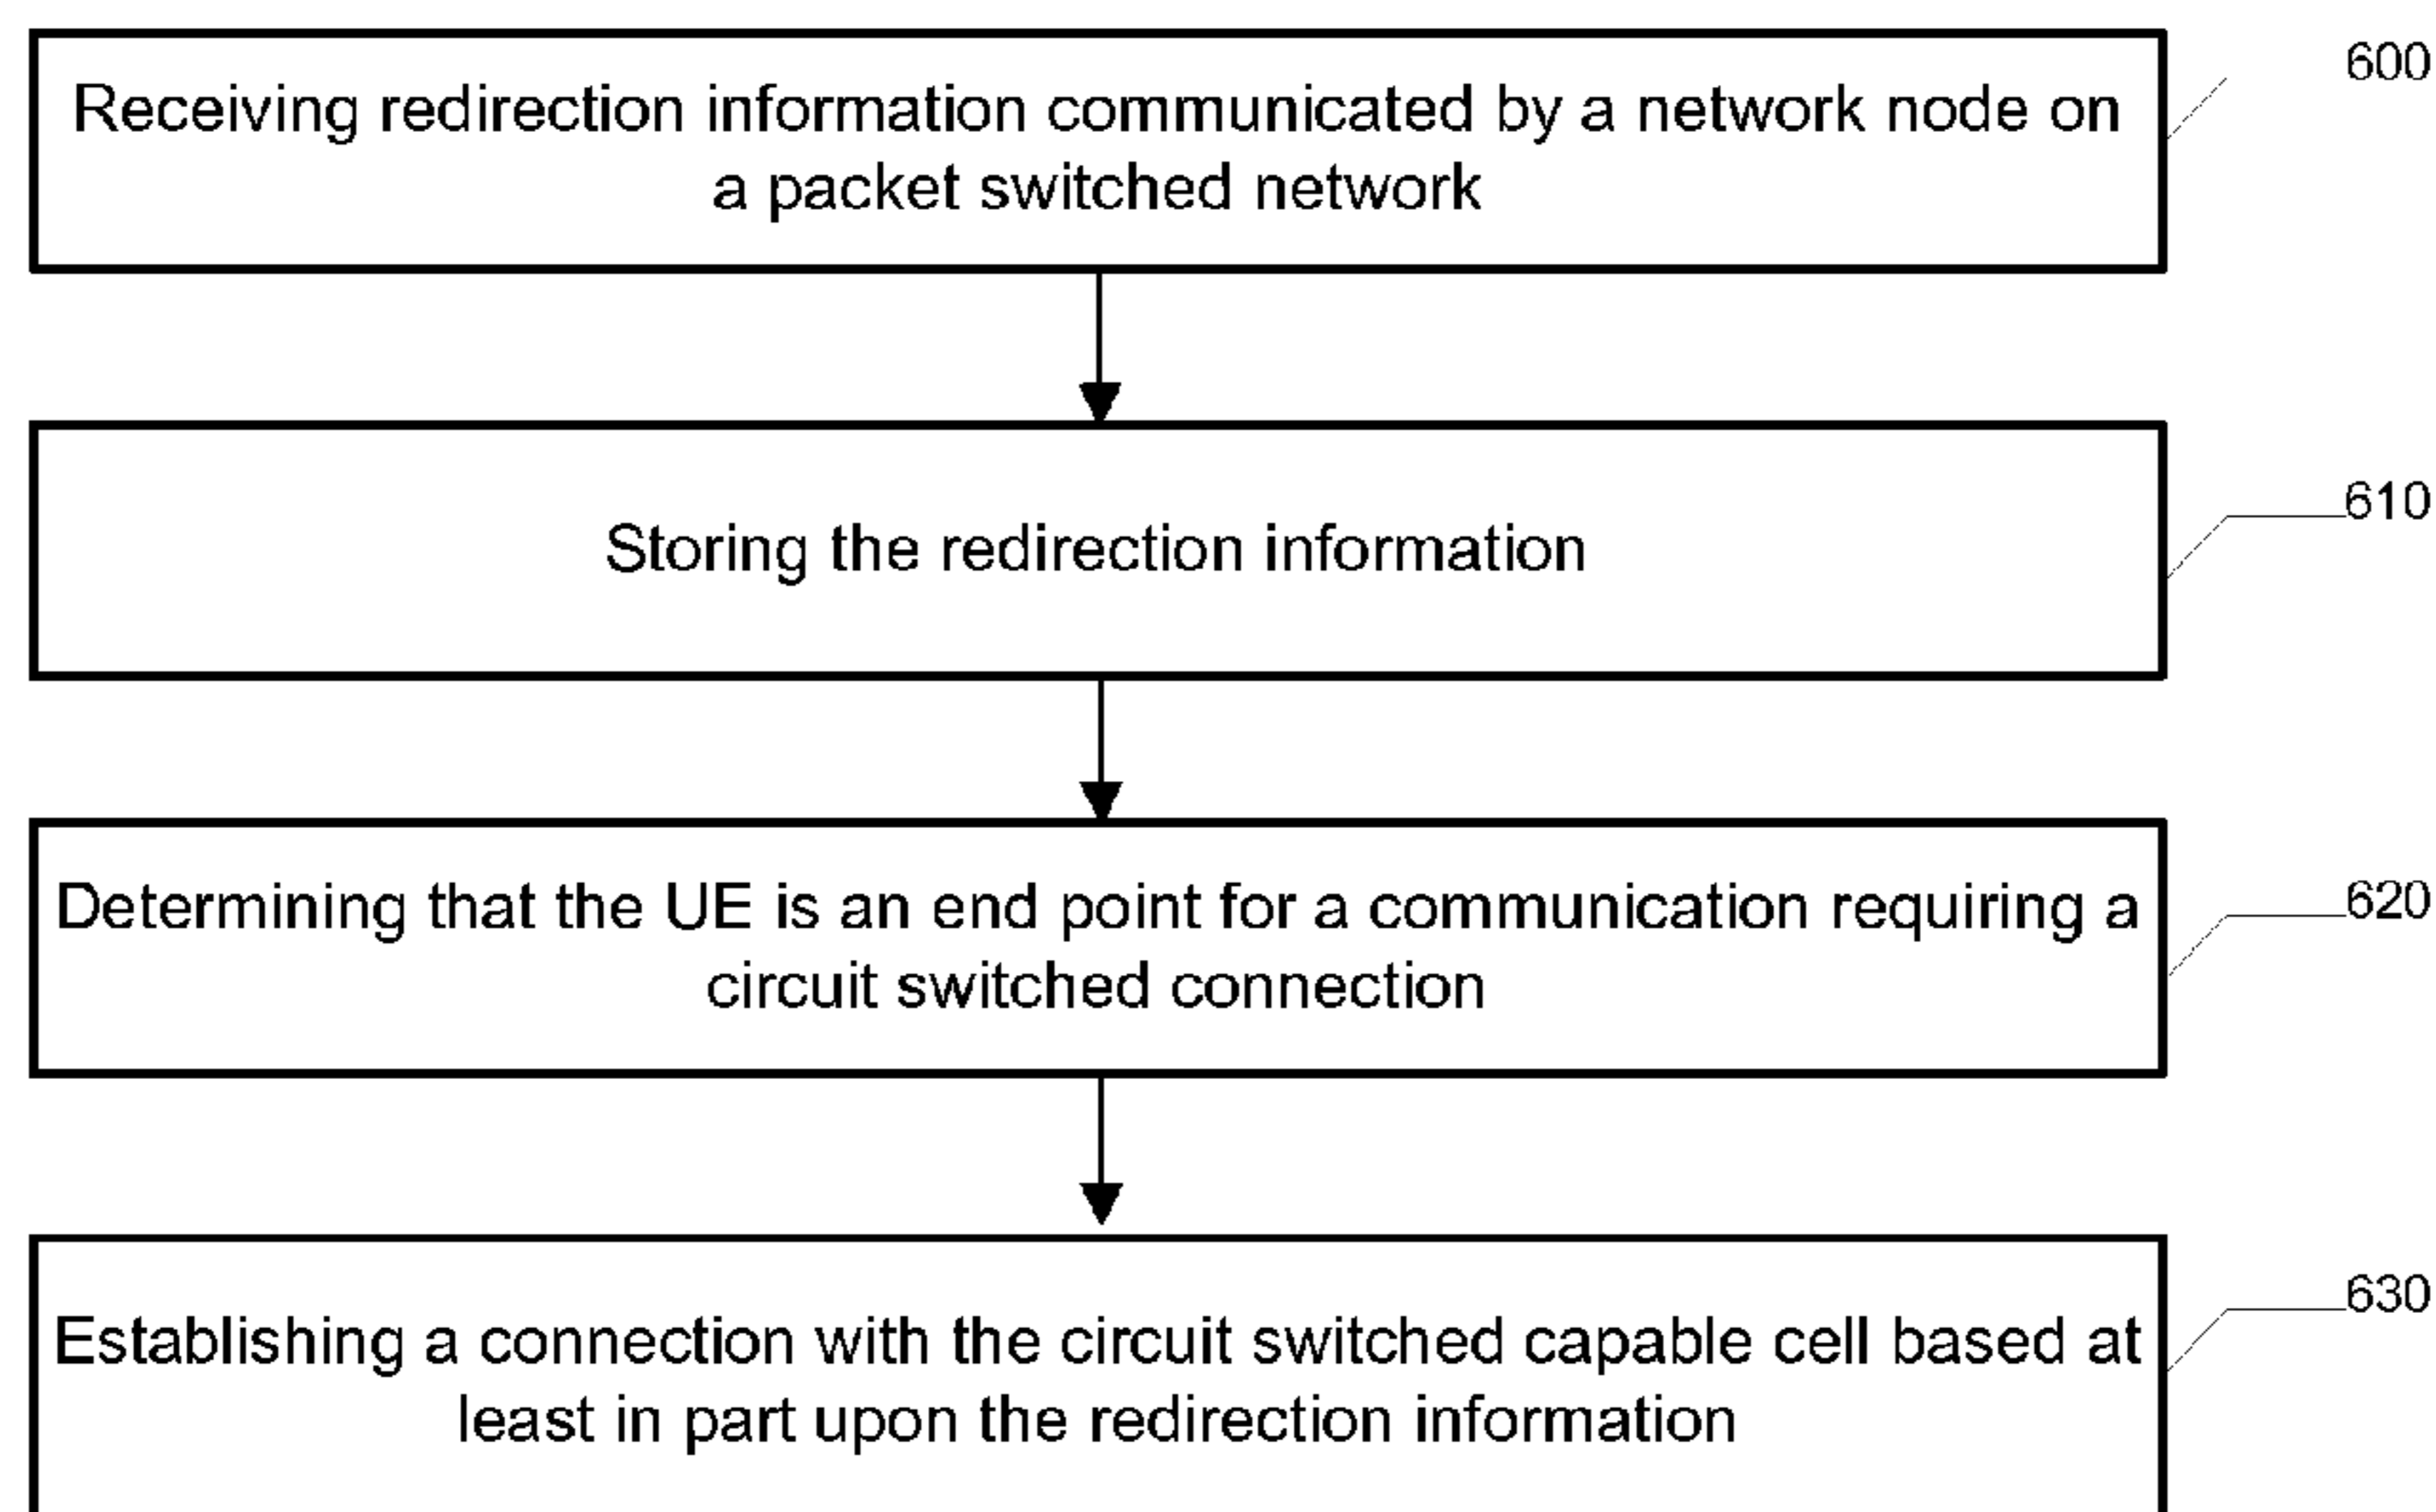 600
Receiving redirection information communicated by a network node on
a packet switched network
610
Storing the redirection information
620
Determining that the UE is an end point for a communication requiring a
circuit switched connection
630
Establishing a connection with the circuit switched capable cell based at
least in part upon the redirection information